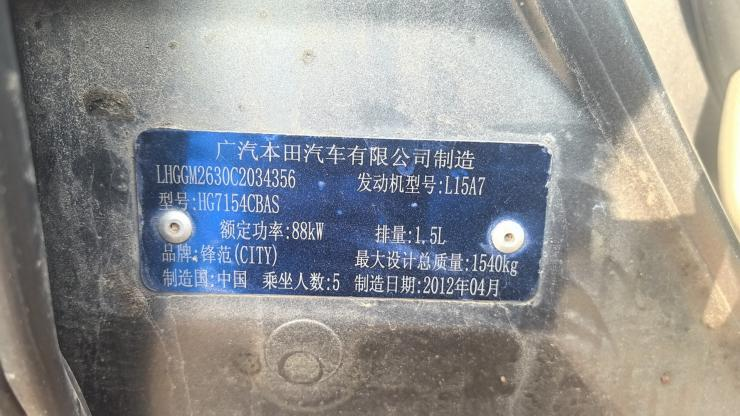 广汽本田汽车有限公司制造
LHGGM2630C2034356 发动机型号:L15A7
型号:HG7154CBAS
额定功率:88kW 排量:1.5L
品牌:锋范(CITY) 最大设计总质量:1540kg
制造国:中国 乘坐人数:5 制造日期:2012年04月